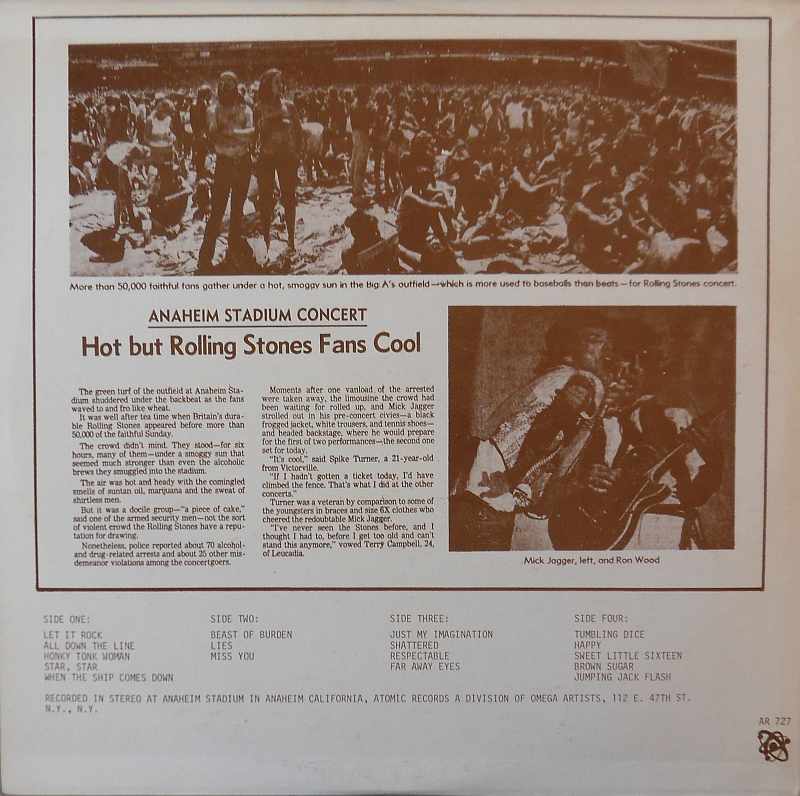 More than 50,000 faithful fans gather under a hot, smoggy sun in the Big A's outfield—which is more used to baseballs than beats—for Rolling Stones concert.
ANAHEIM STADIUM CONCERT
Hot but Rolling Stones Fans Cool
The green turf of the outfield at Anaheim Sta-
dium shuddered under the backbeat as the fans
waved to and fro like wheat.
It was well after tea time when Britain's dura-
ble Rolling Stones appeared before more than
50,000 of the faithful Sunday.
The crowd didn't mind. They stood—for six
hours, many of them—under a smoggy sun that
seemed much stronger than even the alcoholic
brews they smuggled into the stadium.
The air was hot and heady with the comingled
smells of suntan oil, marijuana and the sweat of
shirtless men.
But it was a docile group—"a piece of cake,"
said one of the armed security men—not the sort
of violent crowd the Rolling Stones have a repu-
tation for drawing.
Nonetheless, police reported about 70 alcohol-
and drug-related arrests and about 25 other mis-
demeanor violations among the concertgoers.
Moments after one vanload of the arrested
were taken away, the limousine the crowd had
been waiting for rolled up, and Mick Jagger
strolled out in his pre-concert civies—a black
frogged jacket, white trousers, and tennis shoes—
and headed backstage, where he would prepare
for the first of two performances—the second one
set for today.
"It's cool," said Spike Turner, a 21-year-old
from Victorville.
"If I hadn't gotten a ticket today, I'd have
climbed the fence. That's what I did at the other
concerts."
Turner was a veteran by comparison to some of
the youngsters in braces and size 6X clothes who
cheered the redoubtable Mick Jagger.
"I've never seen the Stones before, and I
thought I had to, before I get too old and can't
stand this anymore," vowed Terry Campbell, 24,
of Leucadia.
Mick Jagger, left, and Ron Wood
SIDE ONE:
LET IT ROCK
ALL DOWN THE LINE
HONKY TONK WOMAN
STAR, STAR
WHEN THE SHIP COMES DOWN
SIDE TWO:
BEAST OF BURDEN
LIES
MISS YOU
SIDE THREE:
JUST MY IMAGINATION
SHATTERED
RESPECTABLE
FAR AWAY EYES
SIDE FOUR:
TUMBLING DICE
HAPPY
SWEET LITTLE SIXTEEN
BROWN SUGAR
JUMPING JACK FLASH
RECORDED IN STEREO AT ANAHEIM STADIUM IN ANAHEIM CALIFORNIA, ATOMIC RECORDS A DIVISION OF OMEGA ARTISTS, 112 E. 47TH ST.
N.Y., N.Y.
AR 727